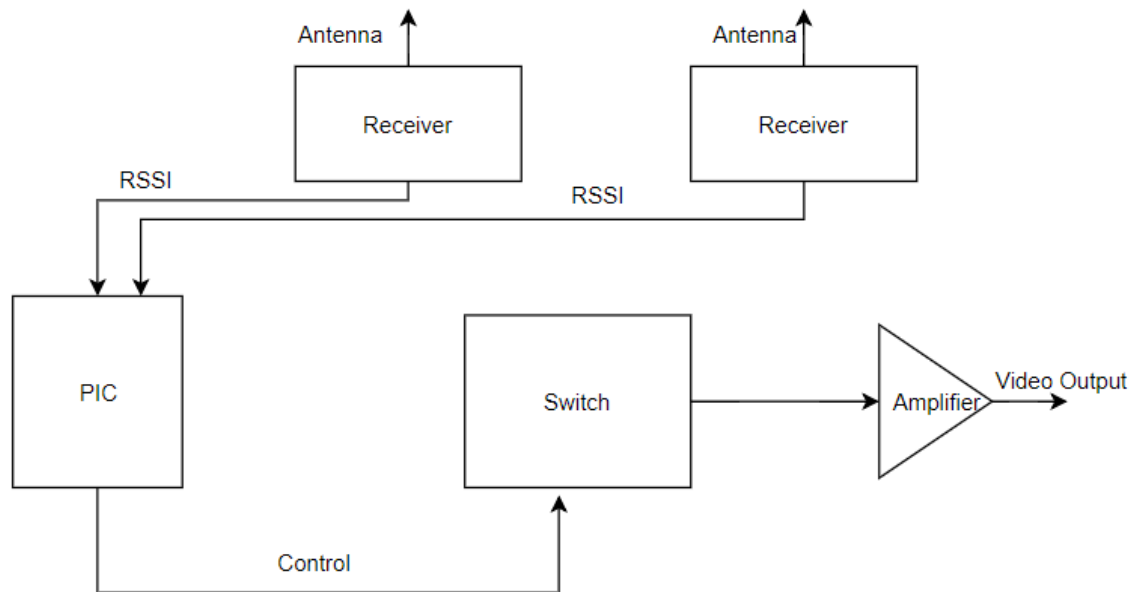 Antenna
Antenna
Receiver
Receiver
RSSI
RSSI
PIC
Switch
Amplifier
Video Output
Control